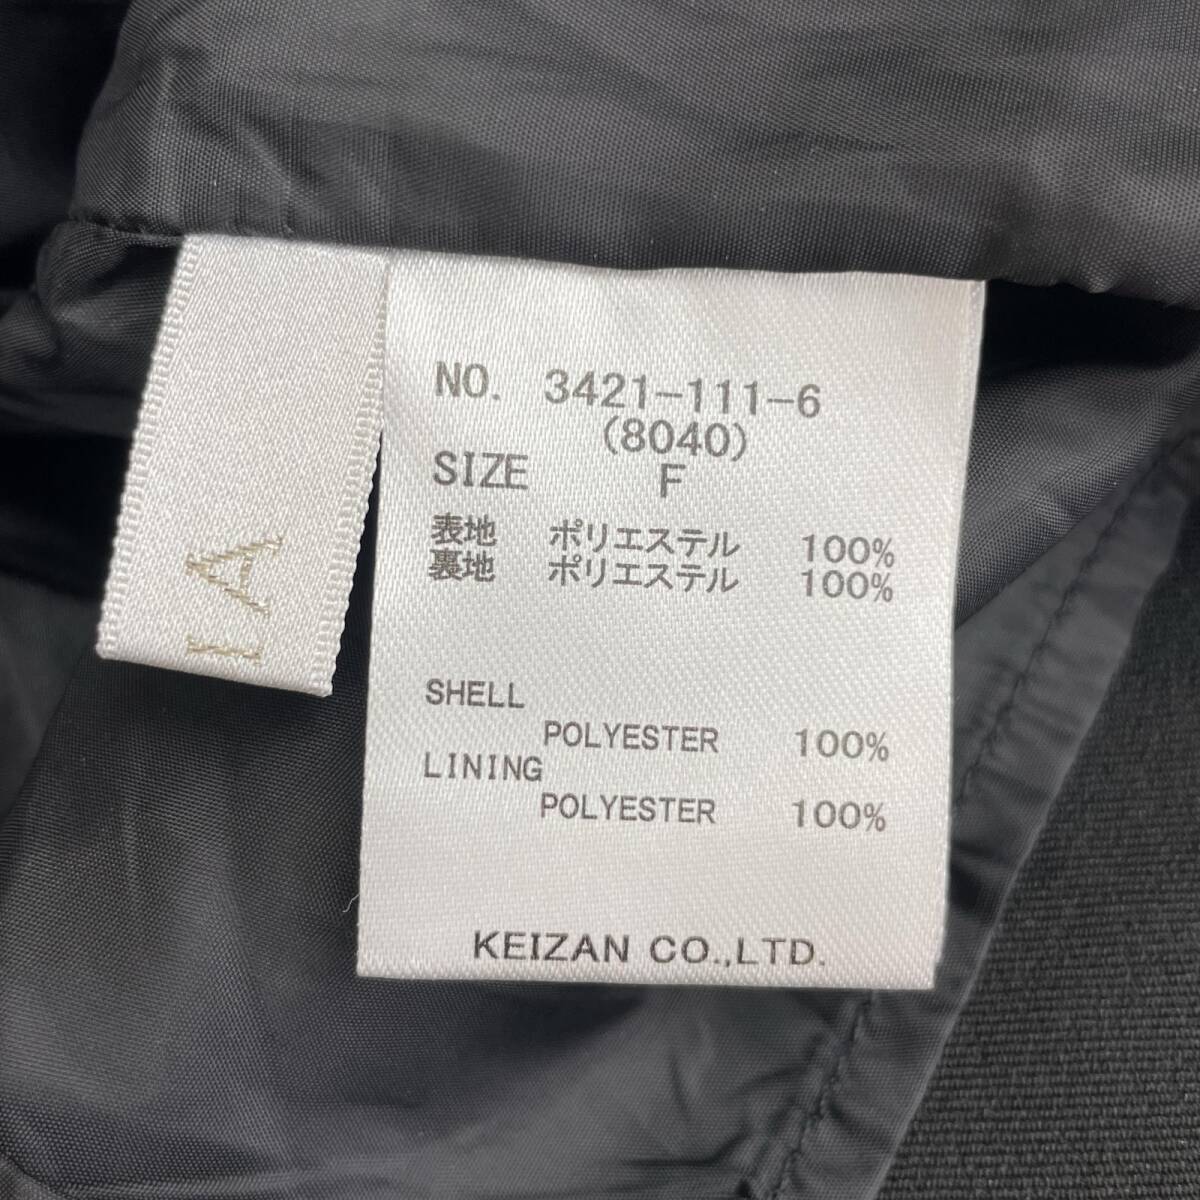 NO. 3421-111-6
(8040)
SIZE F
表地 ポリエステル 100%
裏地 ポリエステル 100%
SHELL
POLYESTER 100%
LINING
POLYESTER 100%
KEIZAN CO.,LTD.
IA